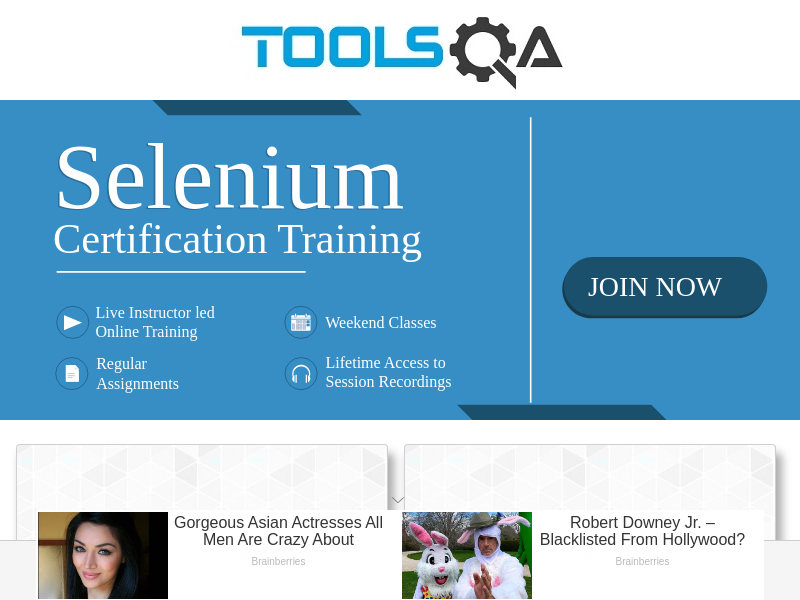 TOOLSQA
Selenium
Certification Training
JOIN NOW
Live Instructor led
Online Training
Weekend Classes
Regular
Assignments
Lifetime Access to
Session Recordings
Gorgeous Asian Actresses All
Men Are Crazy About
Brainberries
Robert Downey Jr. –
Blacklisted From Hollywood?
Brainberries